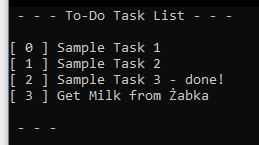 - - - To-Do Task List - - -
[ 0 ] Sample Task 1
[ 1 ] Sample Task 2
[ 2 ] Sample Task 3 - done!
[ 3 ] Get Milk from Żabka
- - -